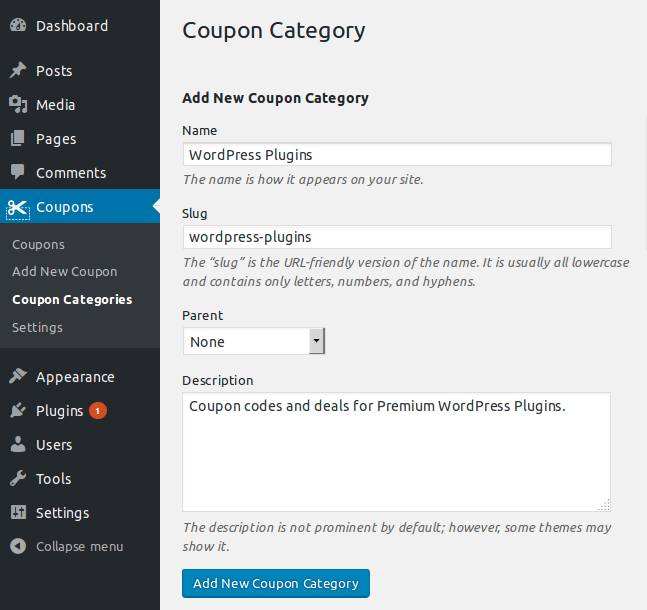 Dashboard
Posts
Media
Pages
Comments
Coupons
Coupons
Add New Coupon
Coupon Categories
Settings
Appearance
Plugins 1
Users
Tools
Settings
Collapse menu
Coupon Category
Add New Coupon Category
Name
WordPress Plugins
The name is how it appears on your site.
Slug
wordpress-plugins
The “slug” is the URL-friendly version of the name. It is usually all lowercase
and contains only letters, numbers, and hyphens.
Parent
None
Description
Coupon codes and deals for Premium WordPress Plugins.
The description is not prominent by default; however, some themes may
show it.
Add New Coupon Category